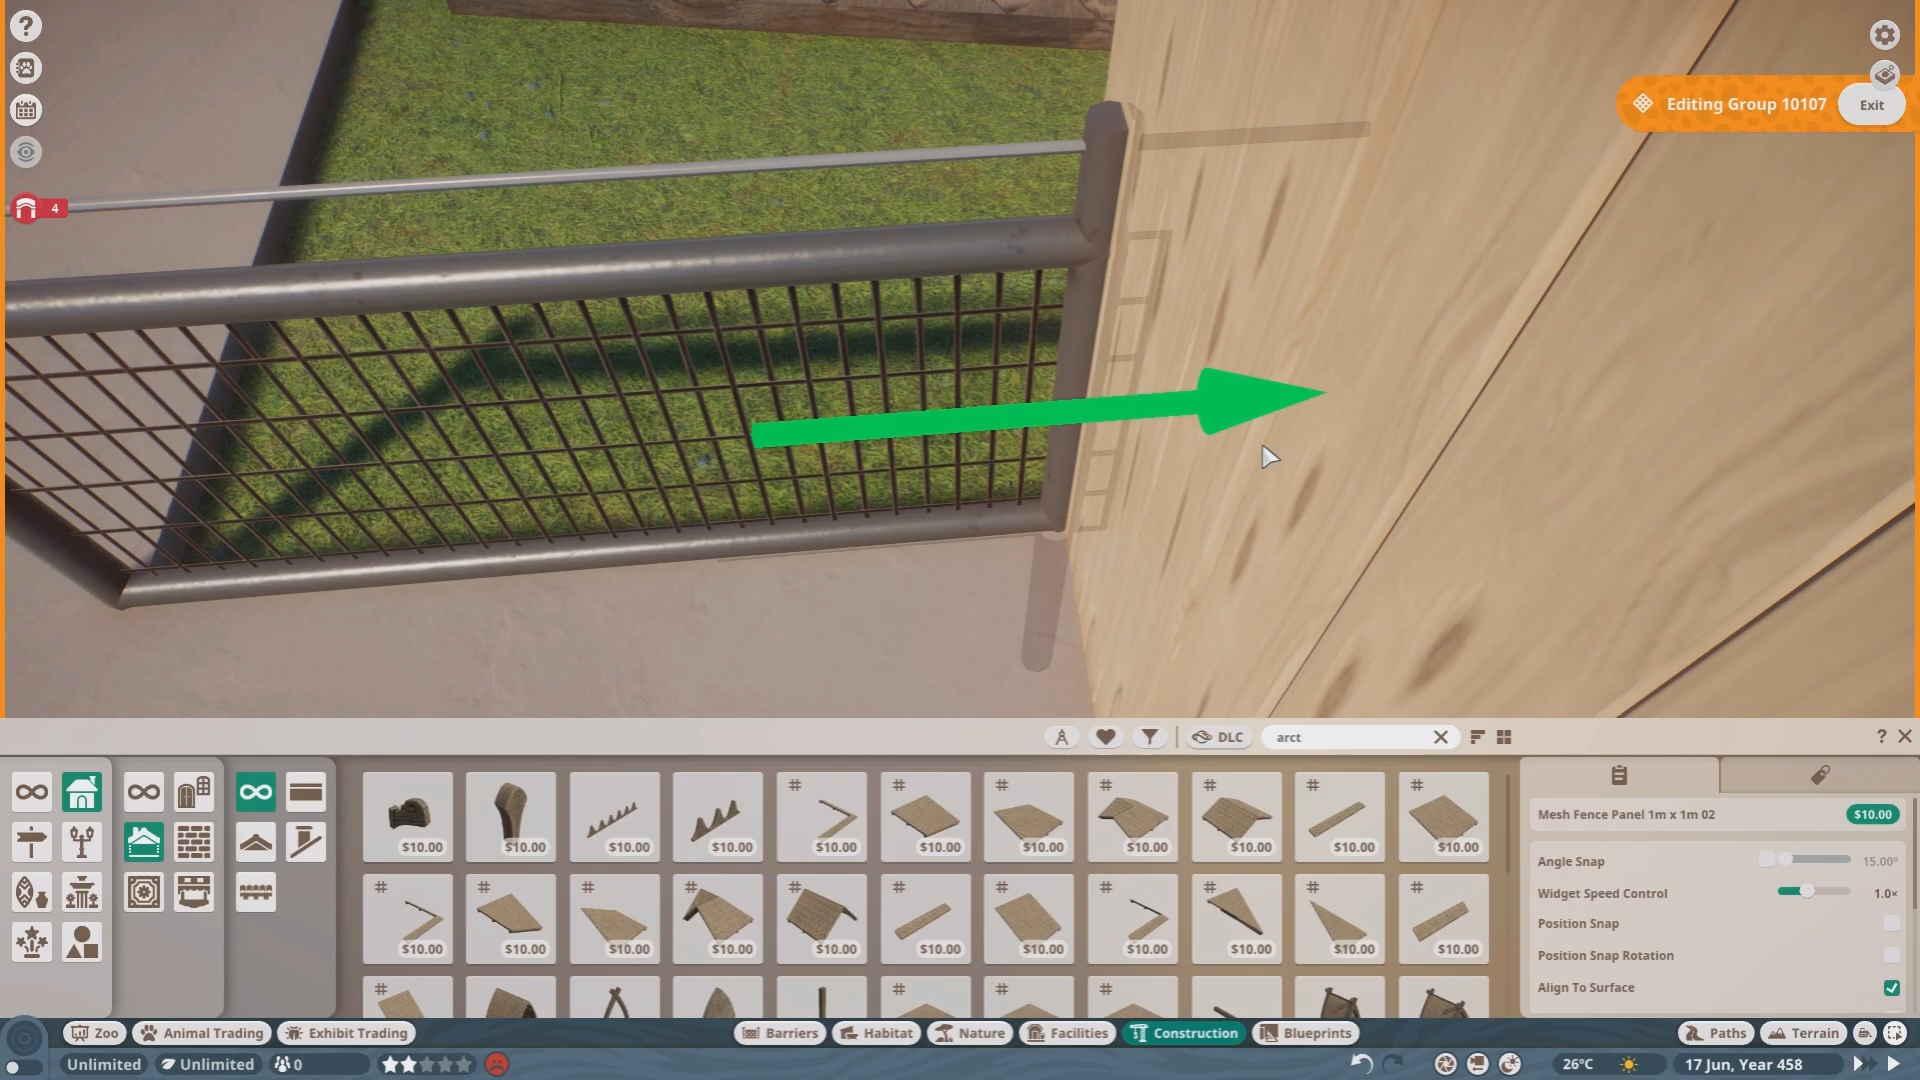 ?
Editing Group 10107
Exit
4
DLC
arct
?
$10.00 $10.00 $10.00 $10.00 $10.00 $10.00 $10.00 $10.00 $10.00 $10.00 $10.00
$10.00 $10.00 $10.00 $10.00 $10.00 $10.00 $10.00 $10.00 $10.00 $10.00 $10.00
Mesh Fence Panel 1m x 1m 02
$10.00
Angle Snap
15.00°
Widget Speed Control
1.0×
Position Snap
Position Snap Rotation
Align To Surface
Zoo
Animal Trading
Exhibit Trading
Barriers
Habitat
Nature
Facilities
Construction
Blueprints
Paths
Terrain
Unlimited
Unlimited
0
26°C
17 Jun, Year 458